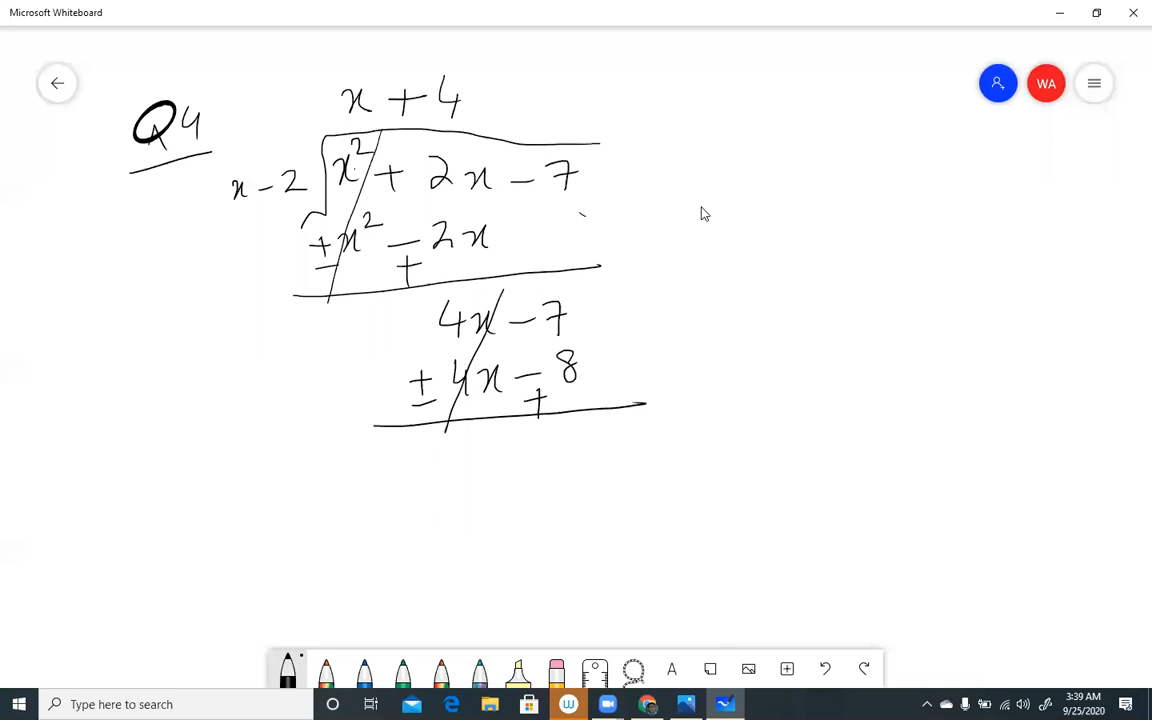 Microsoft Whiteboard
WA
Q4
x + 4
x - 2 x² + 2x - 7
± x² - 2x
- +
4x - 7
± 4x - 8
- +
A
Type here to search
W
3:39 AM
9/25/2020